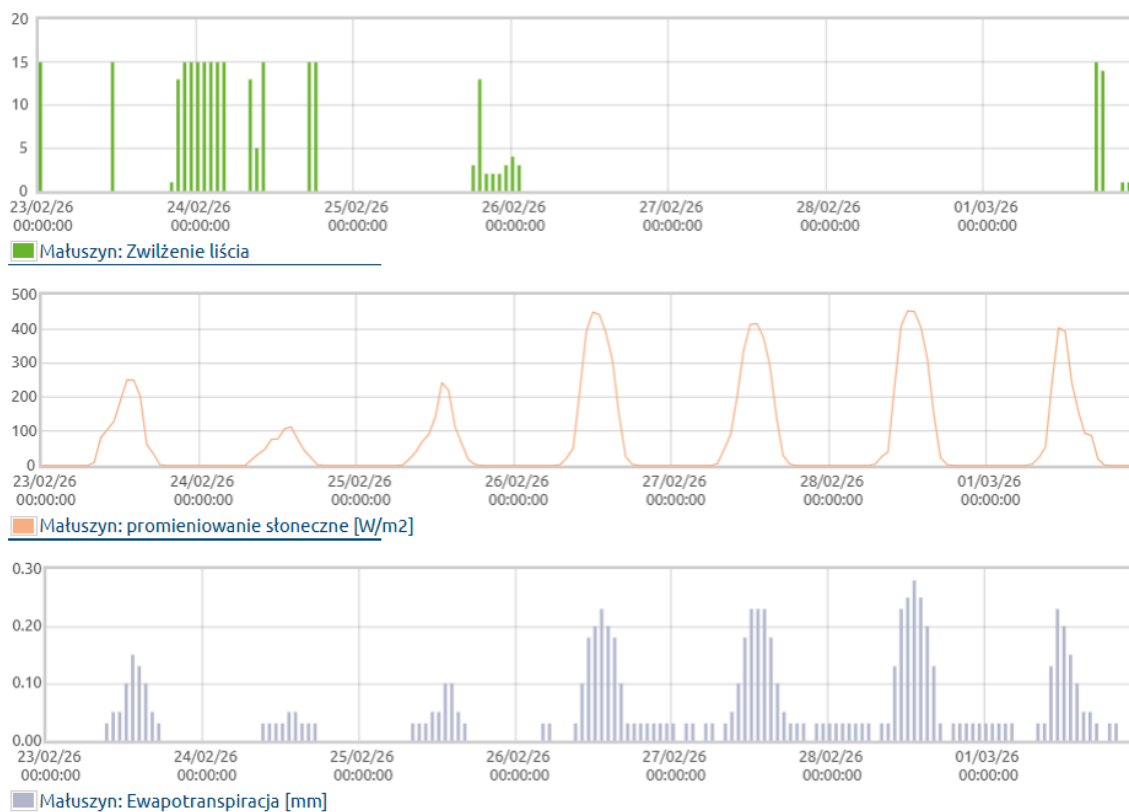 20
15
10
5
0
23/02/26 24/02/26 25/02/26 26/02/26 27/02/26 28/02/26 01/03/26
00:00:00 00:00:00 00:00:00 00:00:00 00:00:00 00:00:00 00:00:00
Małuszyn: Zwilżenie liścia
500
400
300
200
100
0
23/02/26 24/02/26 25/02/26 26/02/26 27/02/26 28/02/26 01/03/26
00:00:00 00:00:00 00:00:00 00:00:00 00:00:00 00:00:00 00:00:00
Małuszyn: promieniowanie słoneczne [W/m2]
0.30
0.20
0.10
0.00
23/02/26 24/02/26 25/02/26 26/02/26 27/02/26 28/02/26 01/03/26
00:00:00 00:00:00 00:00:00 00:00:00 00:00:00 00:00:00 00:00:00
Małuszyn: Ewapotranspiracja [mm]